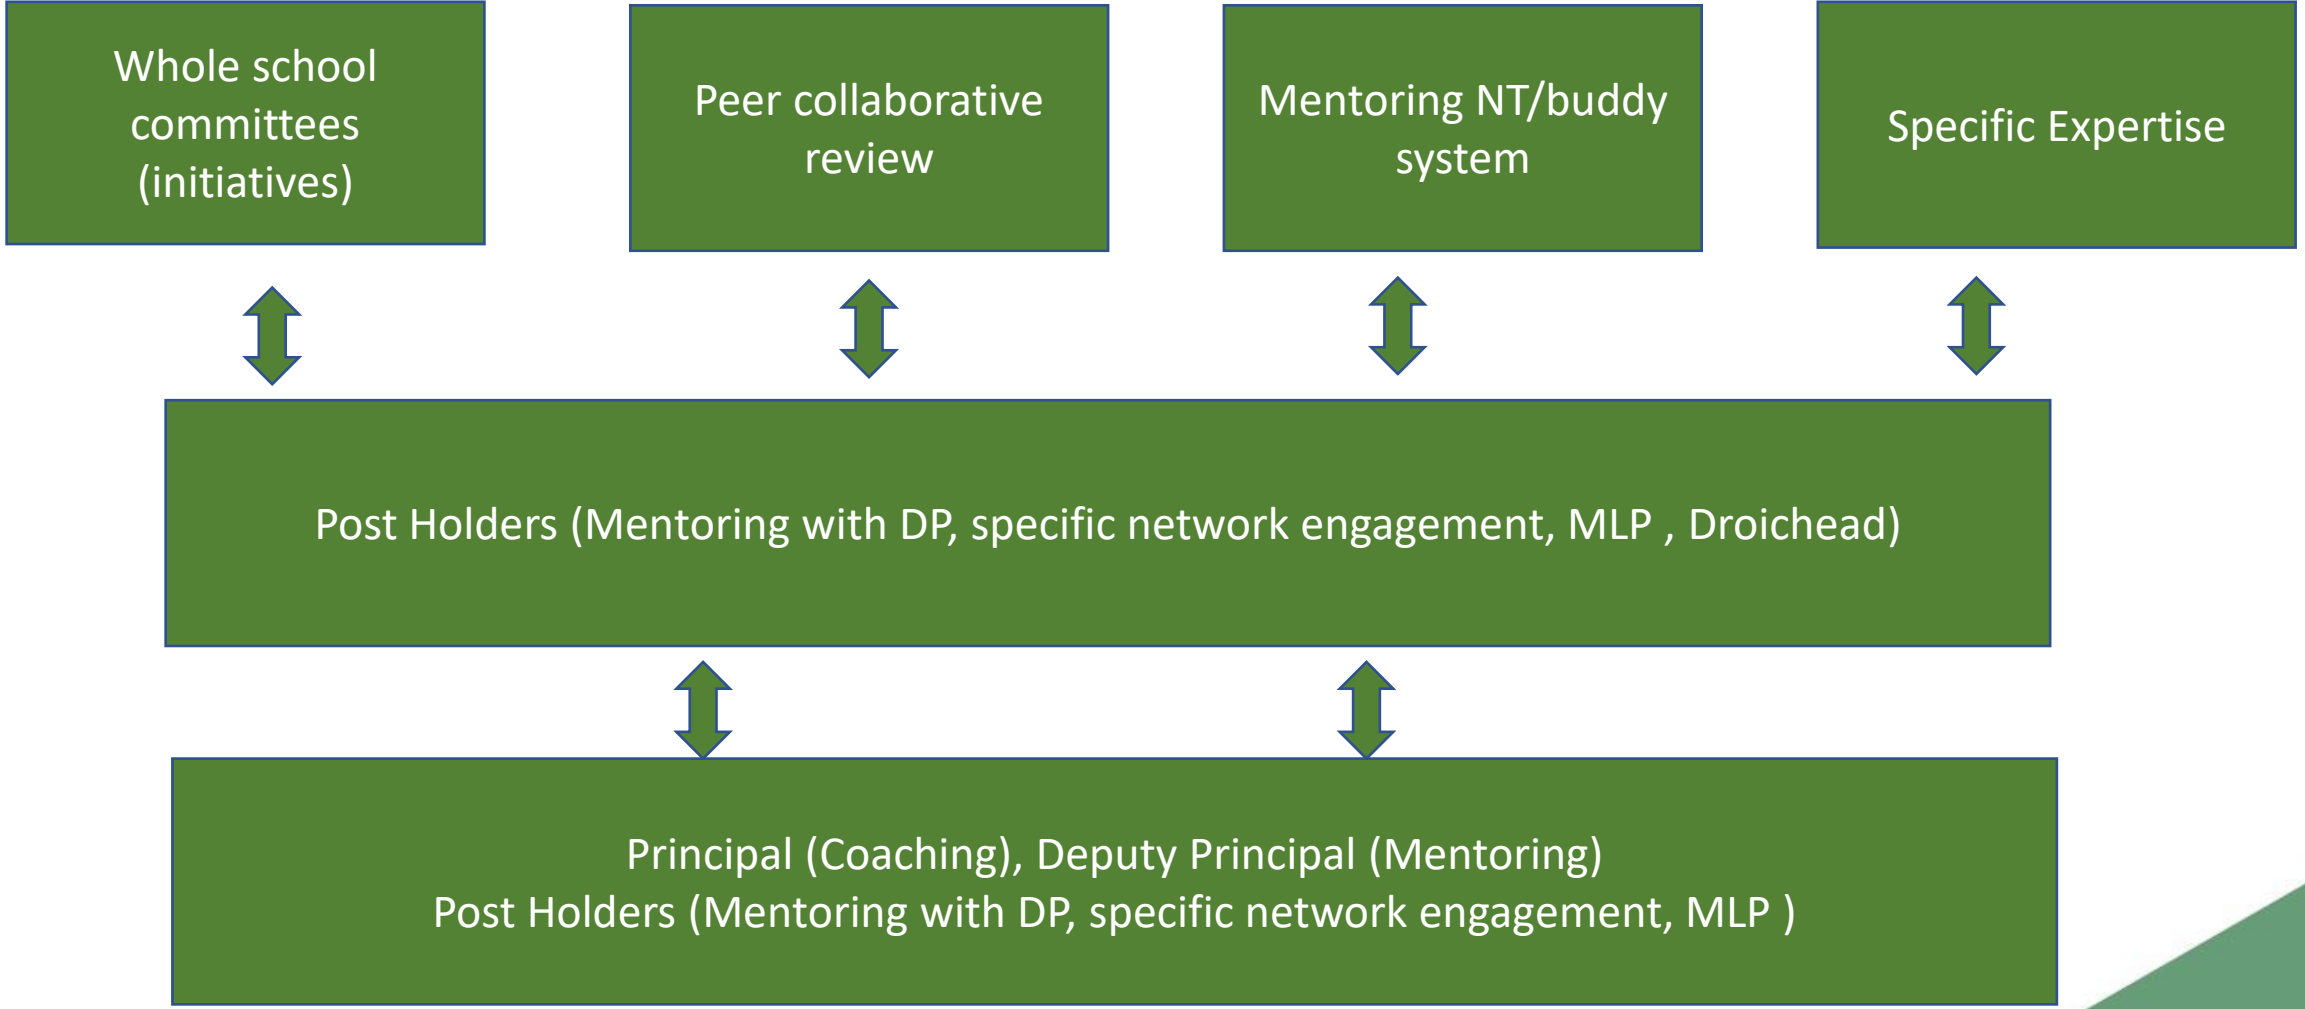 Whole school
committees
(initiatives)
Peer collaborative
review
Mentoring NT/buddy
system
Specific Expertise
Post Holders (Mentoring with DP, specific network engagement, MLP , Droichead)
Principal (Coaching), Deputy Principal (Mentoring)
Post Holders (Mentoring with DP, specific network engagement, MLP )